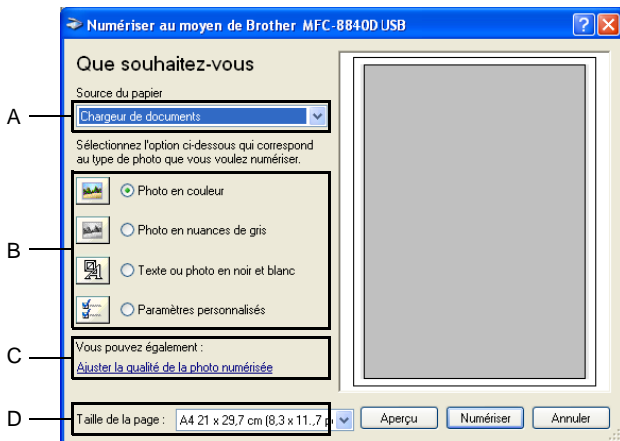 Numériser au moyen de Brother MFC-8840D USB
Que souhaitez-vous
Source du papier
A
Chargeur de documents
Sélectionnez l'option ci-dessous qui correspond
au type de photo que vous voulez numériser.
Photo en couleur
Photo en nuances de gris
B
Texte ou photo en noir et blanc
Paramètres personnalisés
Vous pouvez également :
C
Ajuster la qualité de la photo numérisée
D
Taille de la page : A4 21 x 29,7 cm (8,3 x 11.,7 p
Aperçu Numériser Annuler